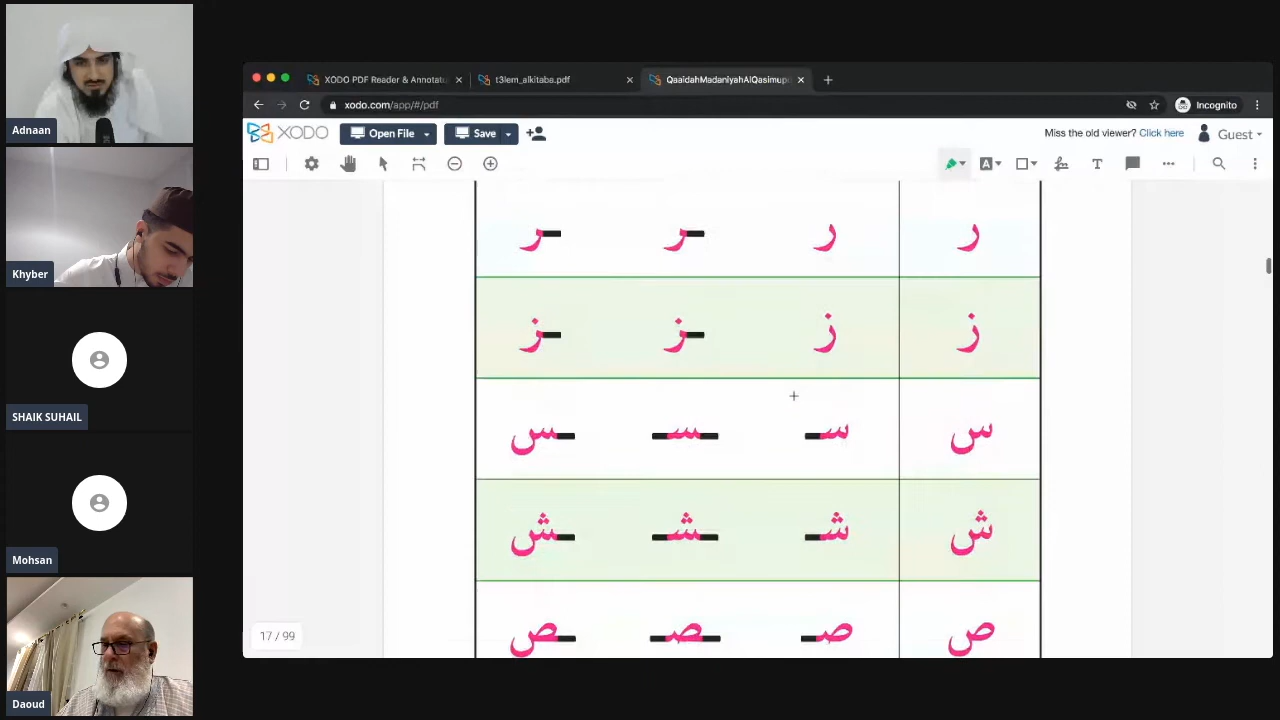 Adnaan
Khyber
SHAIK SUHAIL
Mohsan
Daoud
XODO PDF Reader & Annotatu
t3lem_alkitaba.pdf
QaaidahMadaniyahAlQasimup
xodo.com/app/#/pdf
Incognito
XODO
Open File
Save
Miss the old viewer? Click here
Guest
A
T
ر ر ـر ـر
ز ز ـز ـز
س سـ ـسـ ـس
ش شـ ـشـ ـش
ص صـ ـصـ ـص
17 / 99